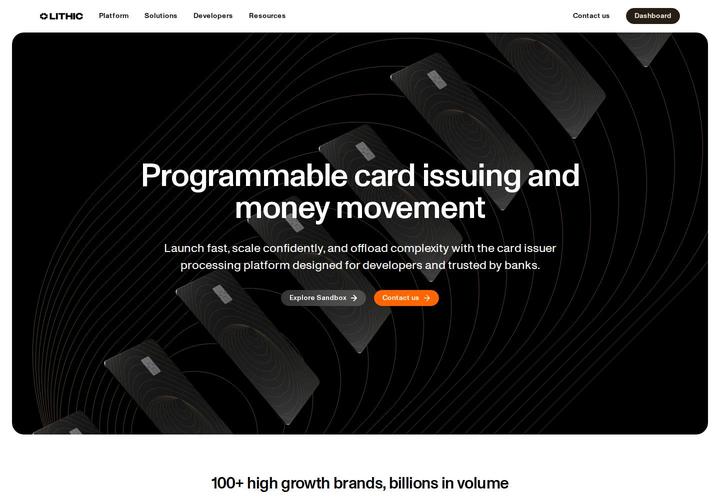 LITHIC
Platform
Solutions
Developers
Resources
Contact us
Dashboard
Programmable card issuing and
money movement
Launch fast, scale confidently, and offload complexity with the card issuer
processing platform designed for developers and trusted by banks.
Explore Sandbox →
Contact us →
100+ high growth brands, billions in volume